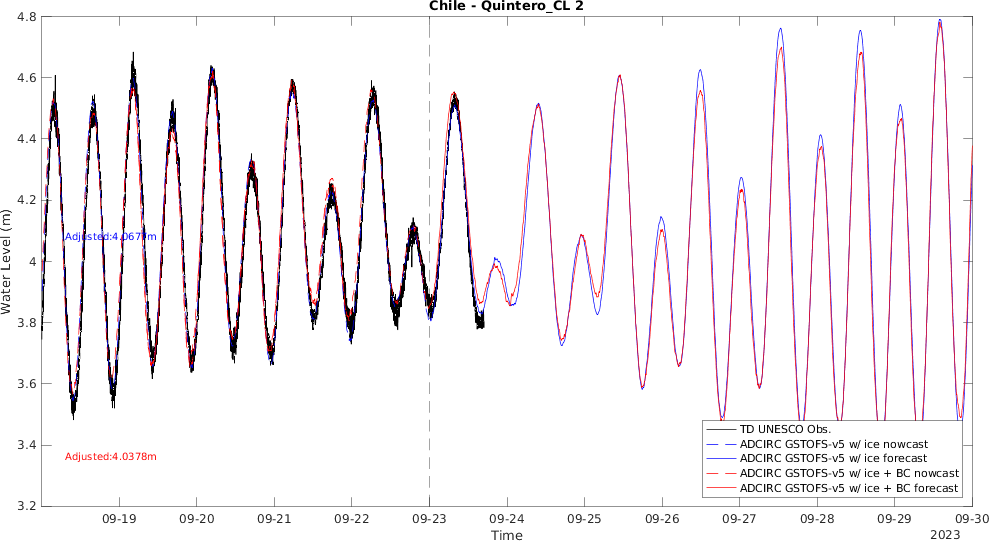 Chile - Quintero_CL 2
4.8
4.6
4.4
4.2
4
3.8
3.6
3.4
3.2
Water Level (m)
Adjusted:4.0677m
Adjusted:4.0378m
TD UNESCO Obs.
ADCIRC GSTOFS-v5 w/ ice nowcast
ADCIRC GSTOFS-v5 w/ ice forecast
ADCIRC GSTOFS-v5 w/ ice + BC nowcast
ADCIRC GSTOFS-v5 w/ ice + BC forecast
09-19 09-20 09-21 09-22 09-23 09-24 09-25 09-26 09-27 09-28 09-29 09-30
Time
2023